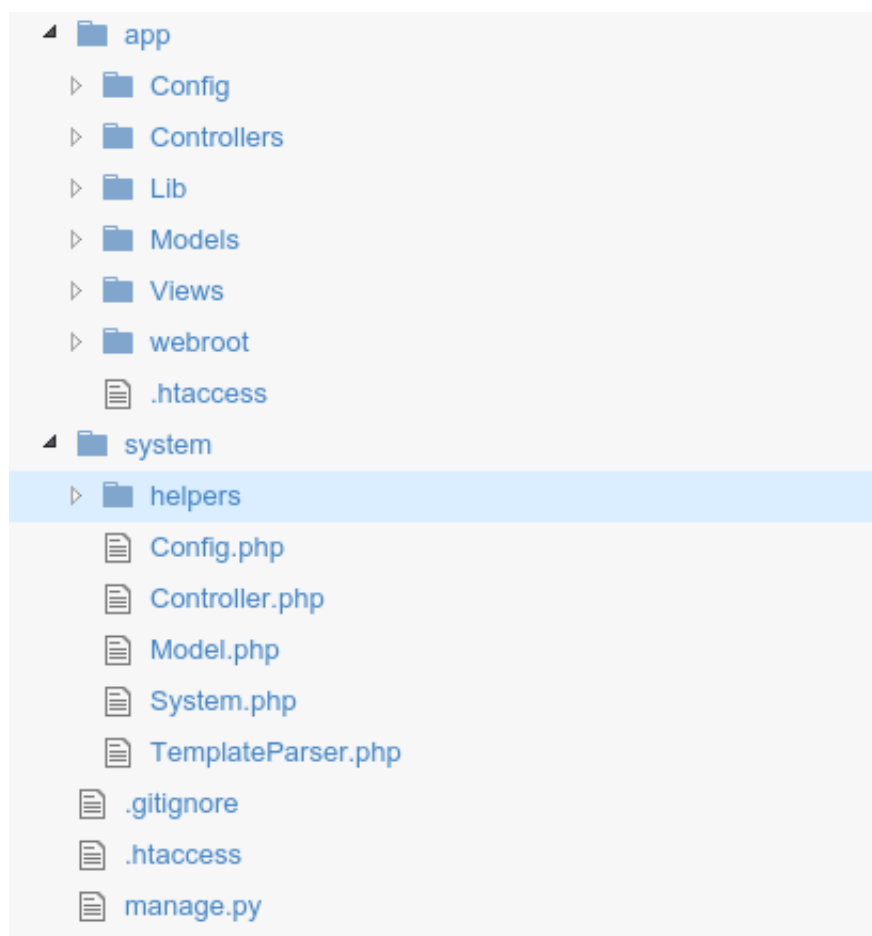 app
Config
Controllers
Lib
Models
Views
webroot
.htaccess
system
helpers
Config.php
Controller.php
Model.php
System.php
TemplateParser.php
.gitignore
.htaccess
manage.py